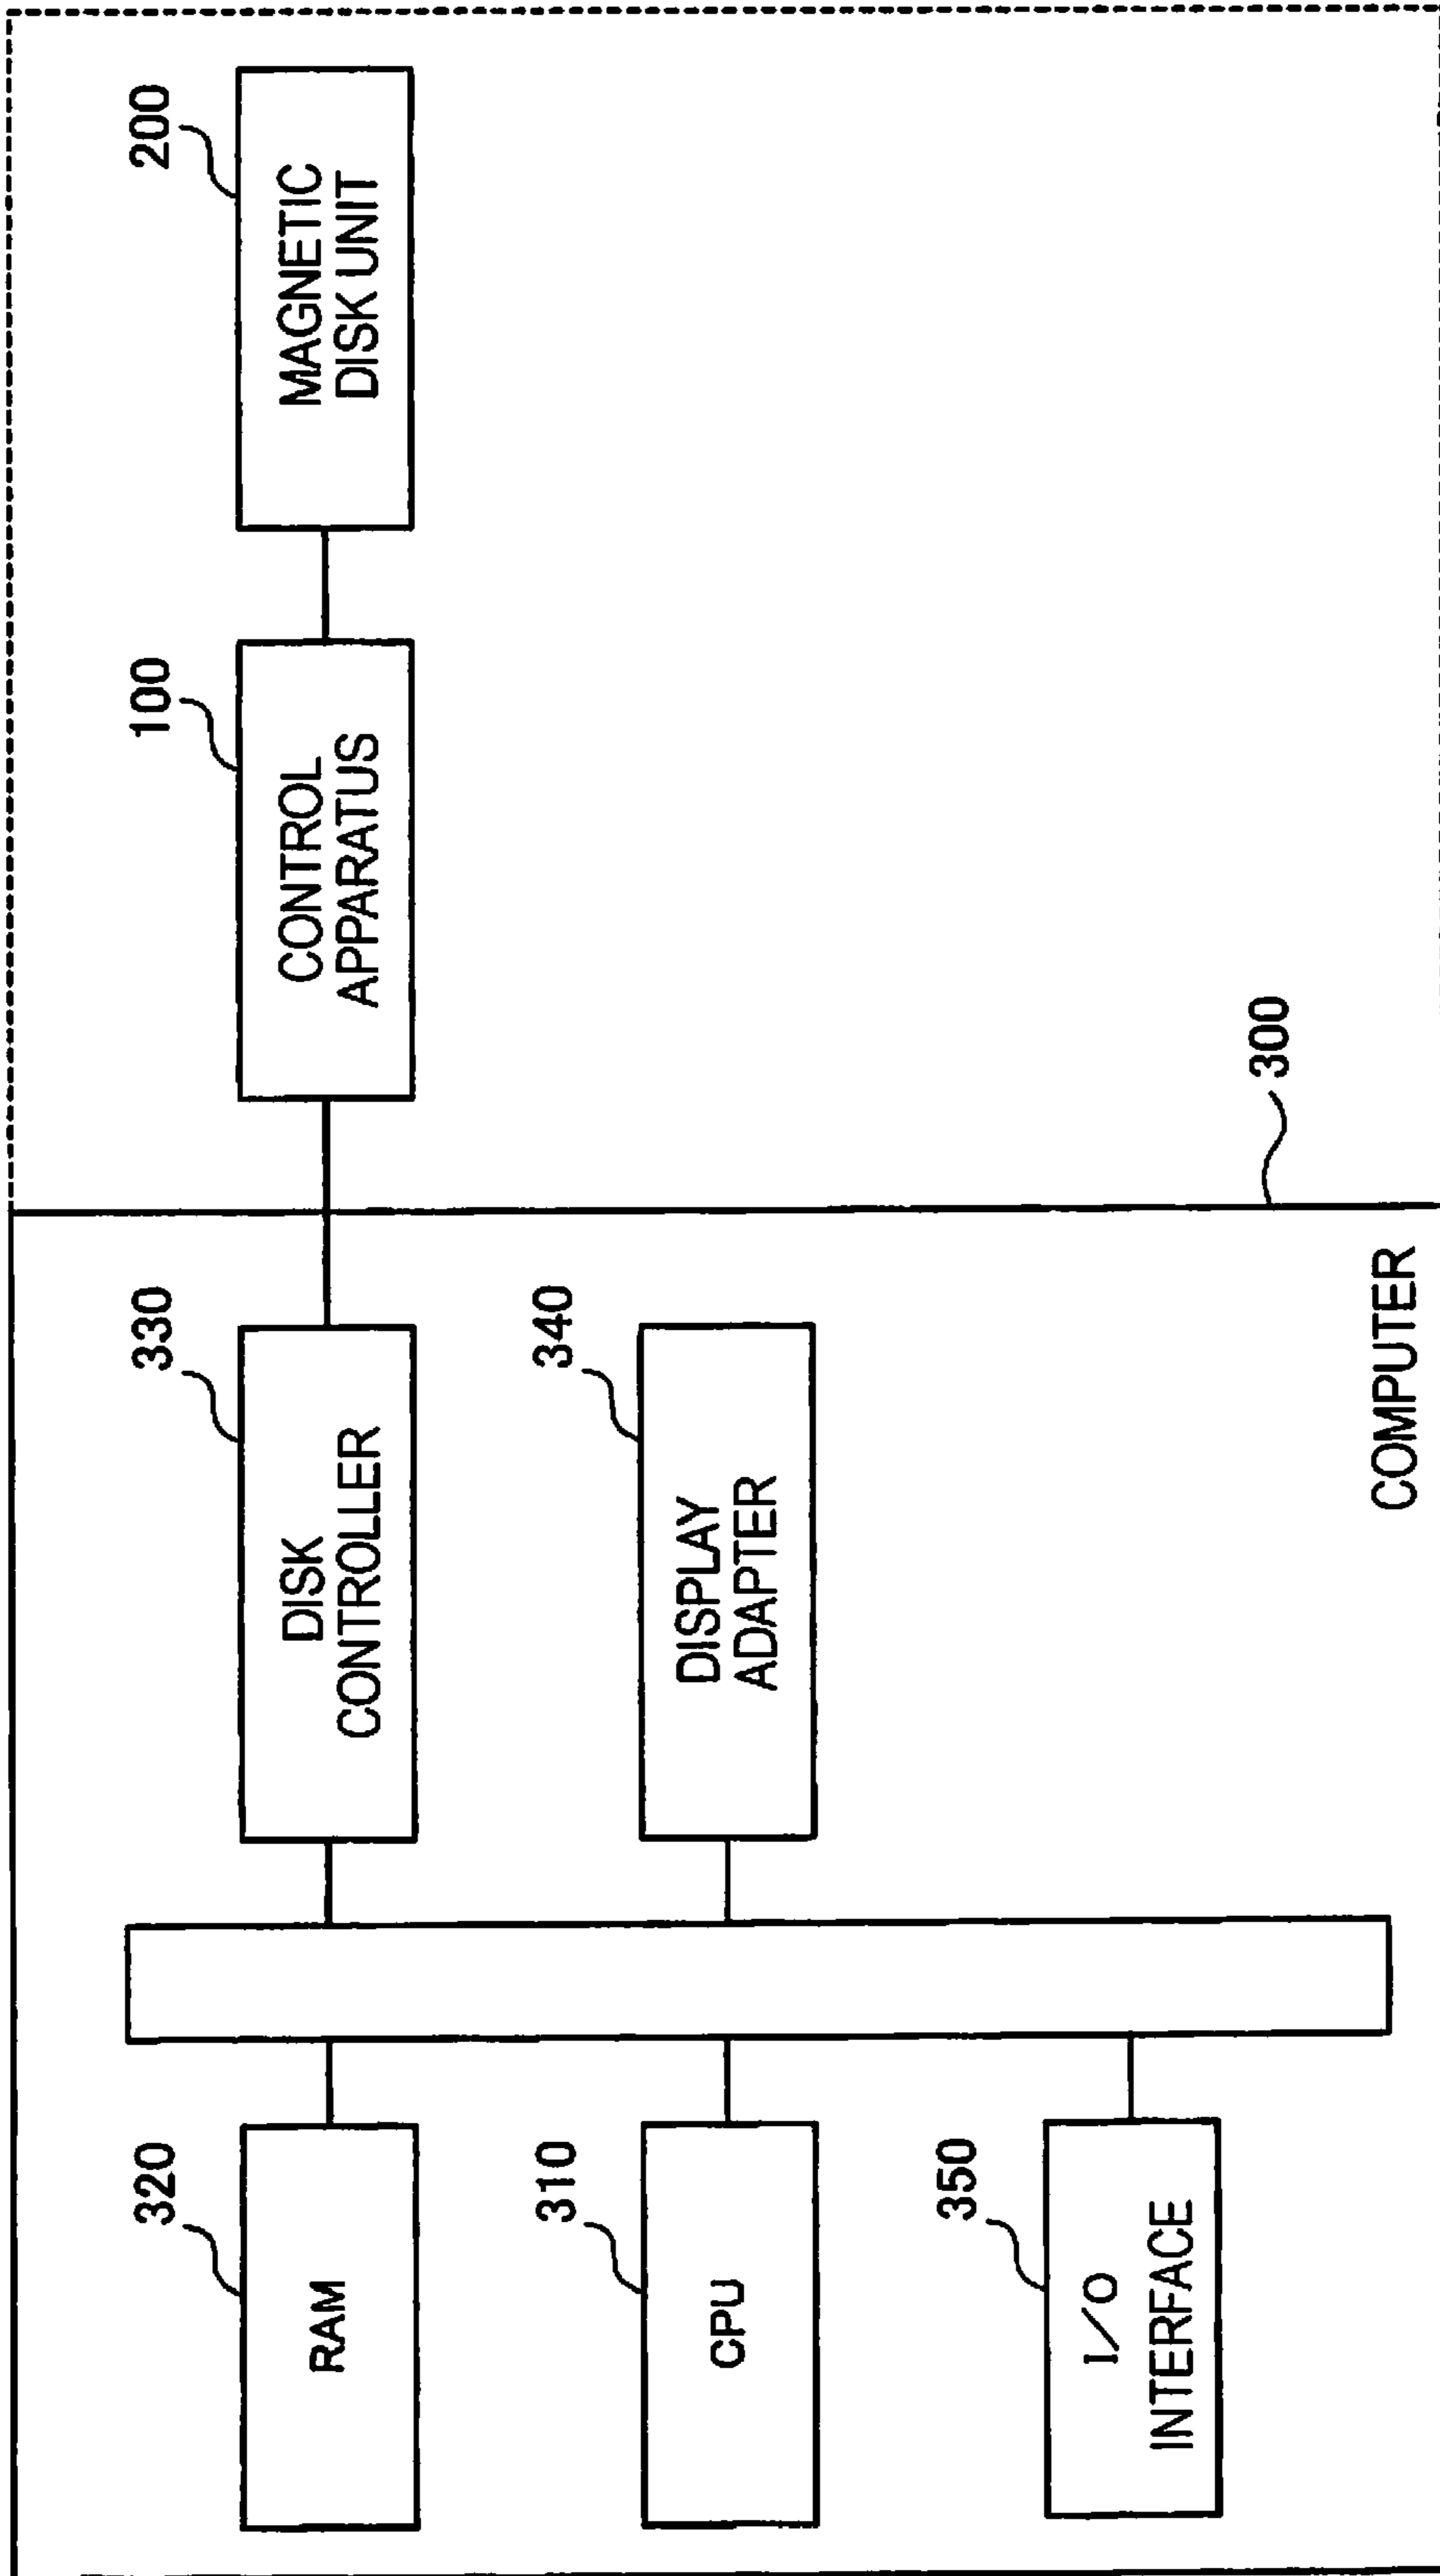 320
RAM
330
DISK
CONTROLLER
100
CONTROL
APPARATUS
200
MAGNETIC
DISK UNIT
310
CPU
340
DISPLAY
ADAPTER
350
I/O
INTERFACE
300
COMPUTER